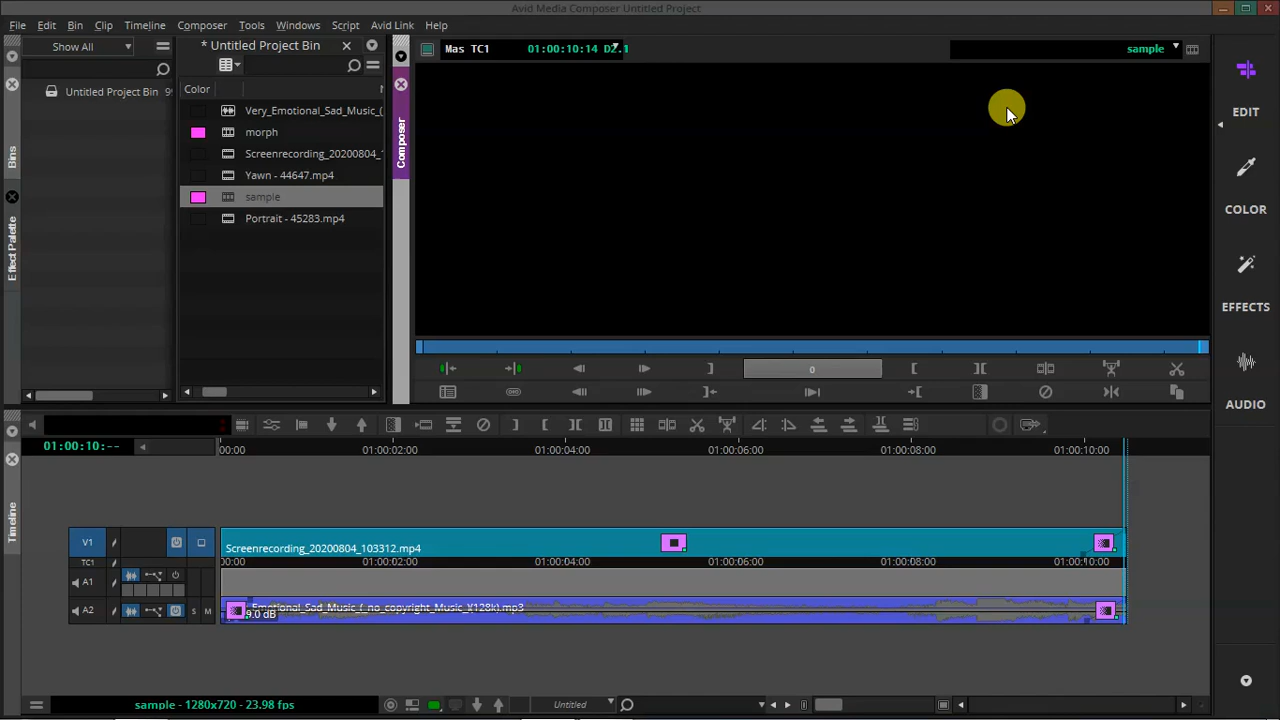 Avid Media Composer Untitled Project
File Edit Bin Clip Timeline Composer Tools Windows Script Avid Link Help
Show All
* Untitled Project Bin
Mas TC1 01:00:10:14
sample
Untitled Project Bin
Color
Very_Emotional_Sad_Music_(
morph
Screenrecording_20200804_
Yawn - 44647.mp4
sample
Portrait - 45283.mp4
Bins
Effect Palette
Composer
EDIT
COLOR
EFFECTS
AUDIO
0
01:00:10:--
00:00 01:00:02:00 01:00:04:00 01:00:06:00 01:00:08:00 01:00:10:00
Timeline
V1
Screenrecording_20200804_103312.mp4
TC1
00:00 01:00:02:00 01:00:04:00 01:00:06:00 01:00:08:00 01:00:10:00
A1
A2
S M
Emotional_Sad_Music_(_no_copyright_Music_)(128k).mp3
9.0 dB
sample - 1280x720 - 23.98 fps
Untitled